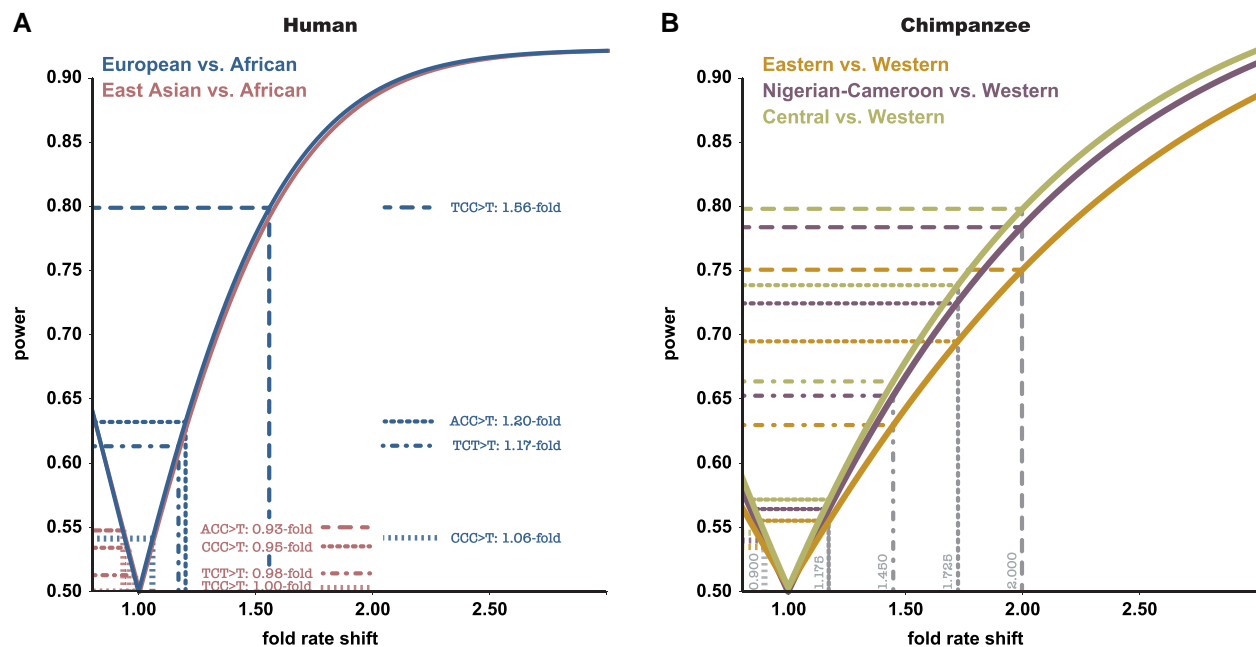 A
Human
European vs. African
East Asian vs. African
power
0.90
0.85
0.80
0.75
0.70
0.65
0.60
0.55
0.50
TCC>T: 1.56-fold
ACC>T: 1.20-fold
TCT>T: 1.17-fold
CCC>T: 1.06-fold
ACC>T: 0.93-fold
CCC>T: 0.95-fold
TCT>T: 0.98-fold
TCC>T: 1.00-fold
1.00 1.50 2.00 2.50
fold rate shift
B
Chimpanzee
Eastern vs. Western
Nigerian-Cameroon vs. Western
Central vs. Western
power
0.90
0.85
0.80
0.75
0.70
0.65
0.60
0.55
0.50
0.900
1.175
1.450
1.725
2.000
1.00 1.50 2.00 2.50
fold rate shift